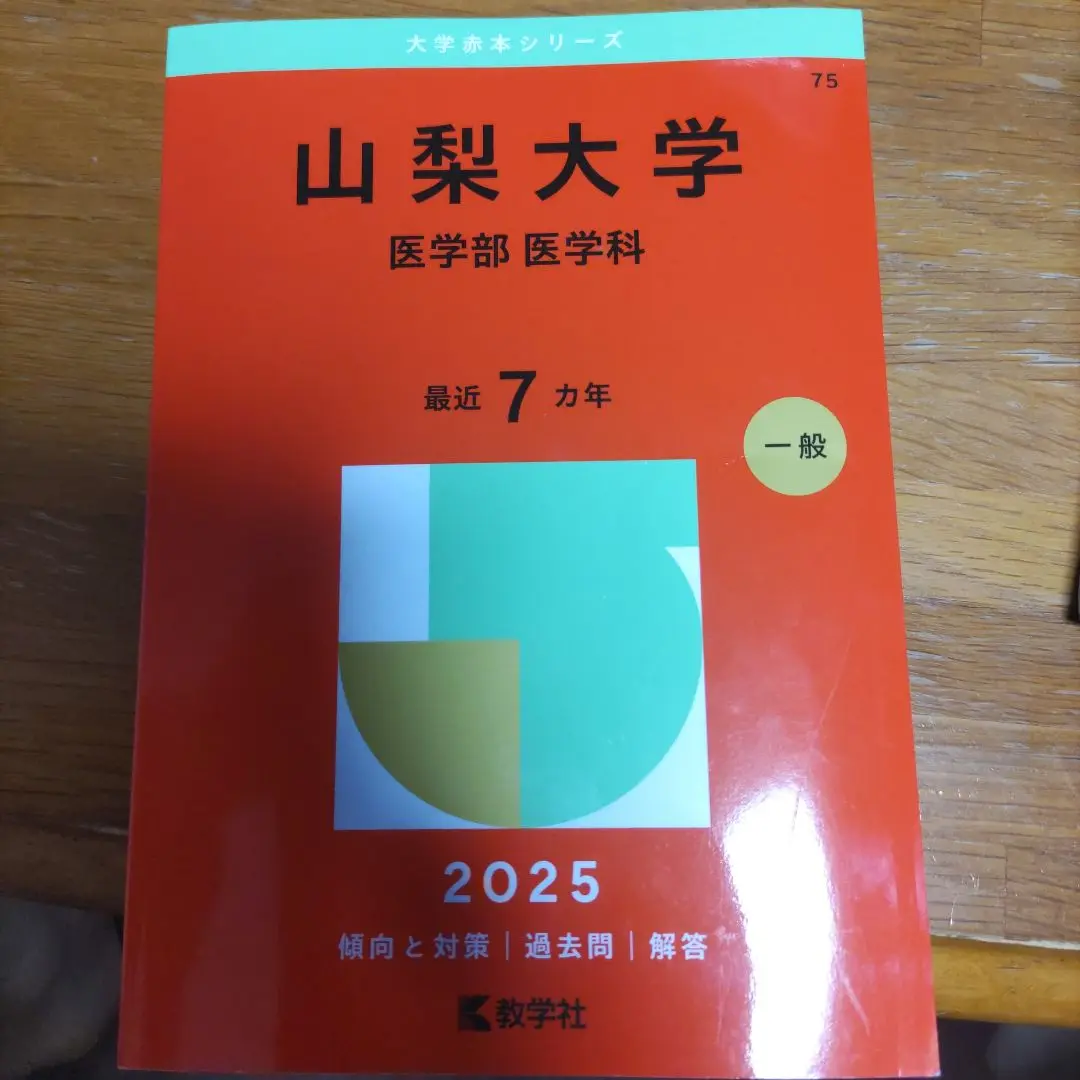 大学赤本シリーズ
75
山梨大学
医学部 医学科
最近 7 カ年
一般
2025
傾向と対策｜過去問｜解答
教学社